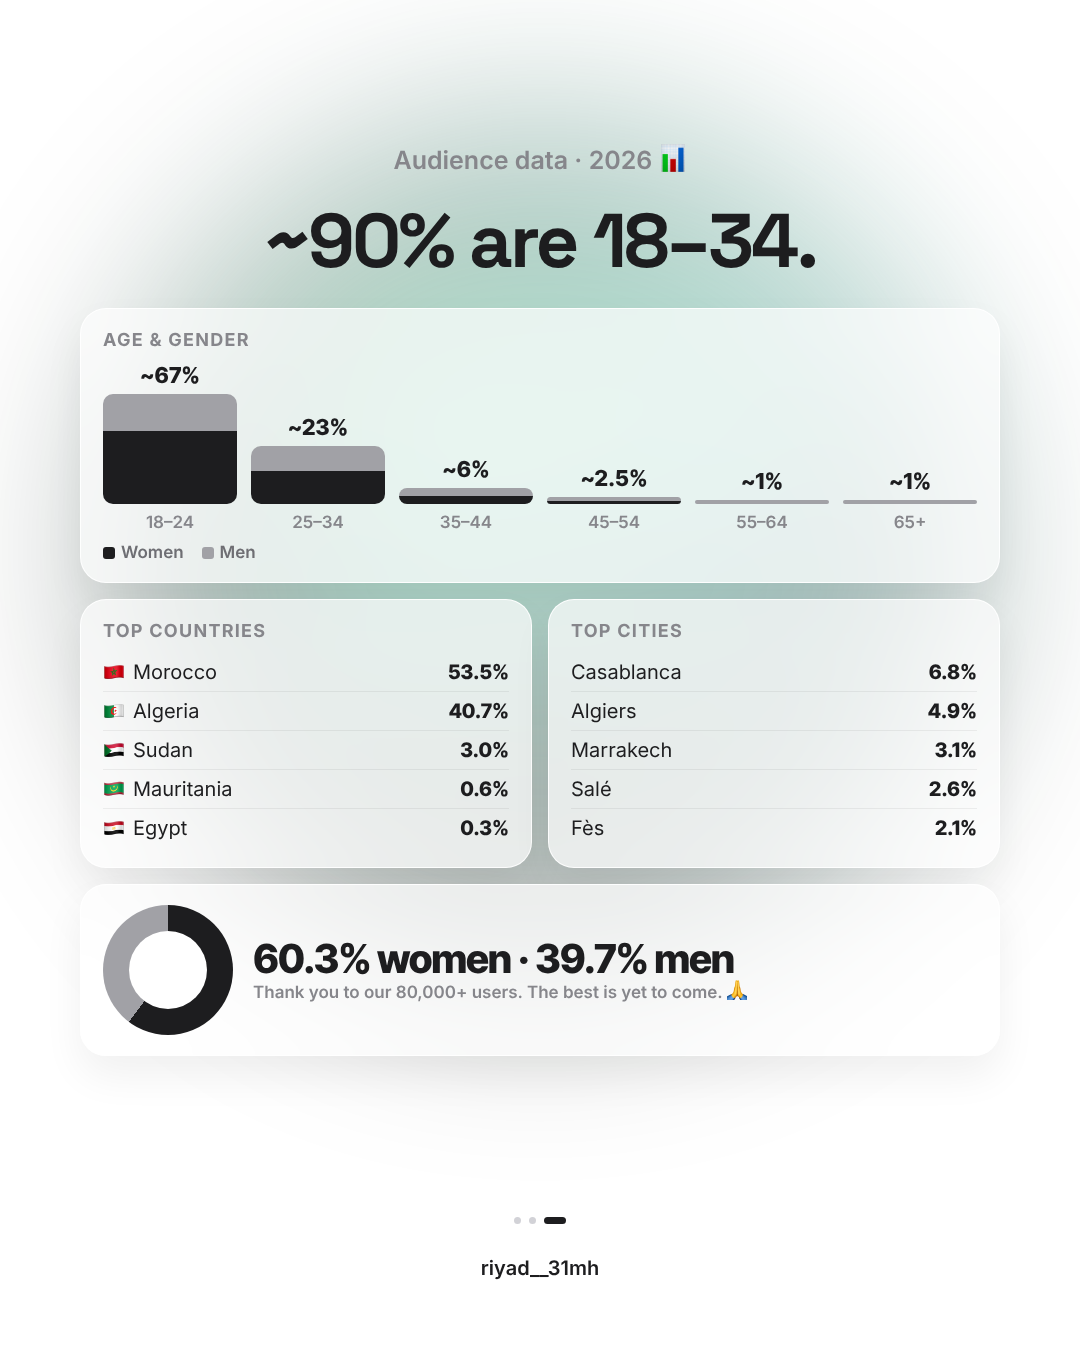 Audience data · 2026 📊
~90% are 18–34.
AGE & GENDER
~67%
~23%
~6%
~2.5%
~1%
~1%
18–24
25–34
35–44
45–54
55–64
65+
Women
Men
TOP COUNTRIES
🇲🇦 Morocco 53.5%
🇩🇿 Algeria 40.7%
🇸🇩 Sudan 3.0%
🇲🇷 Mauritania 0.6%
🇪🇬 Egypt 0.3%
TOP CITIES
Casablanca 6.8%
Algiers 4.9%
Marrakech 3.1%
Salé 2.6%
Fès 2.1%
60.3% women · 39.7% men
Thank you to our 80,000+ users. The best is yet to come. 🙏
riyad__31mh